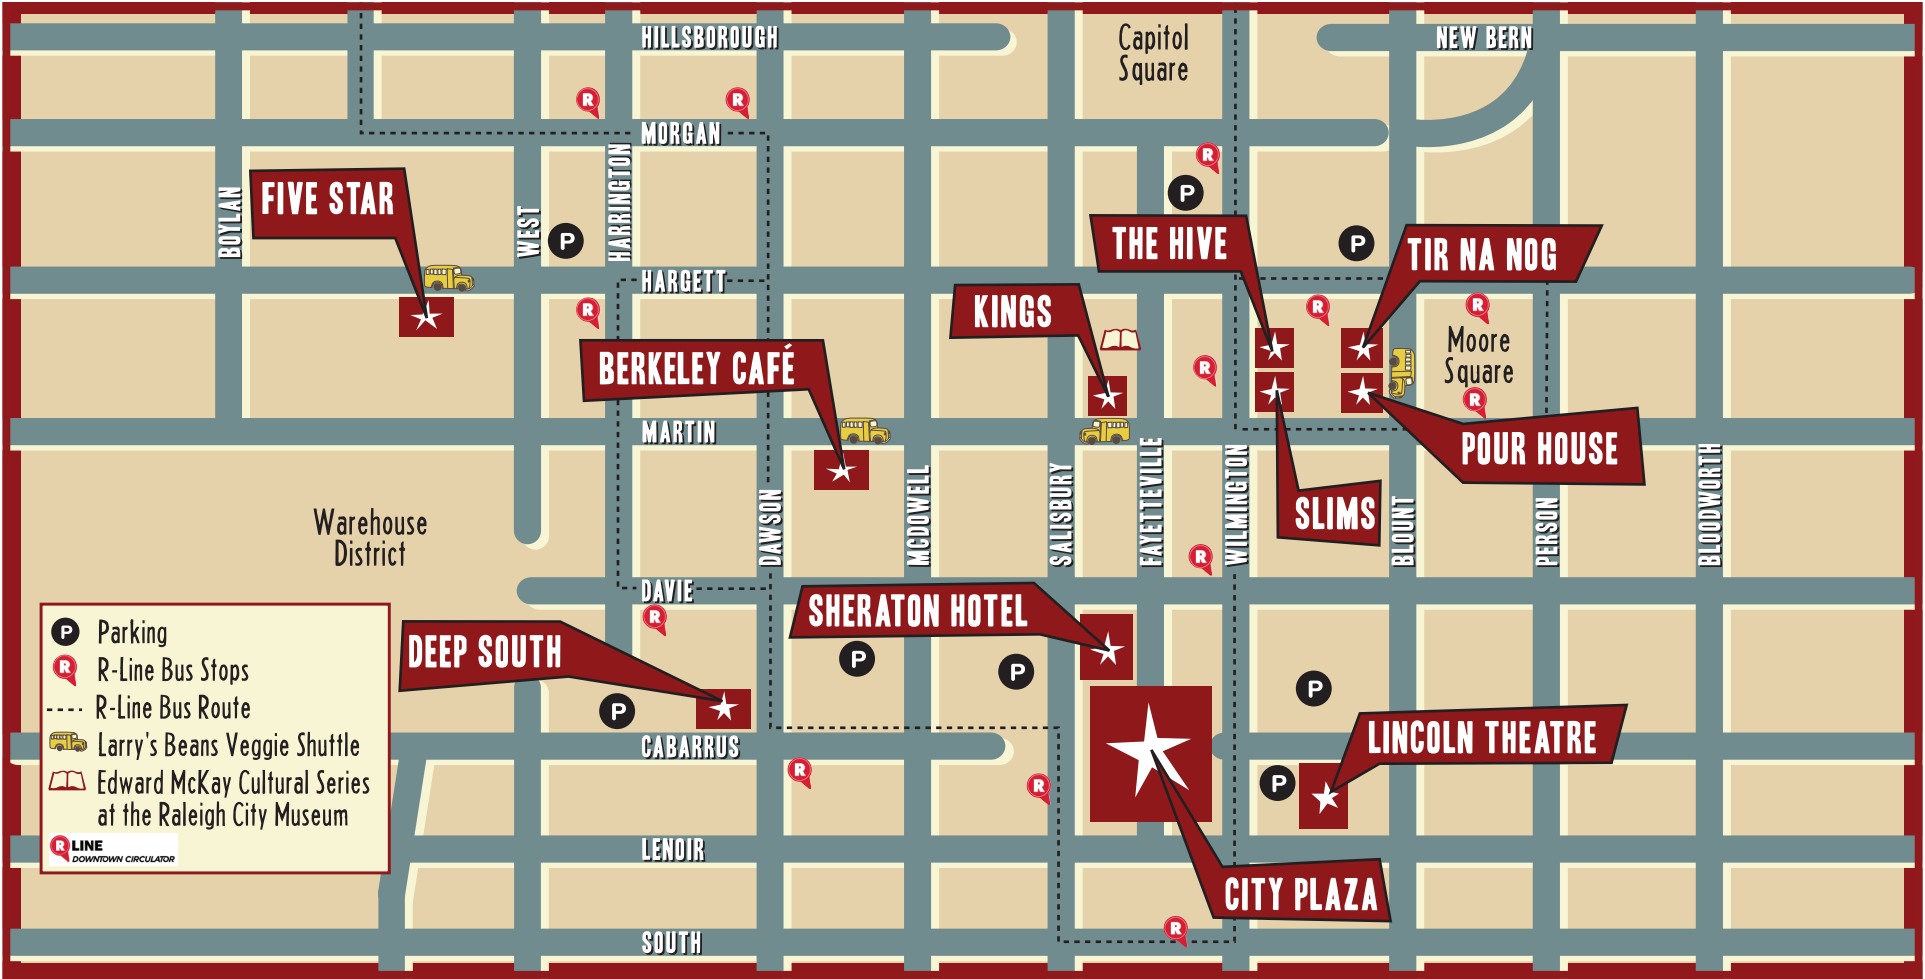 HILLSBOROUGH
Capitol
Square
NEW BERN
R
R
MORGAN
R
P
BOYLAN
FIVE STAR
WEST
P
HARRINGTON
THE HIVE
P
TIR NA NOG
HARGETT
R
KINGS
R
R
Moore
Square
BERKELEY CAFÉ
R
R
MARTIN
POUR HOUSE
Warehouse
District
DAWSON
MCDOWELL
SALISBURY
FAYETTEVILLE
WILMINGTON
SLIMS
BLOUNT
PERSON
BLOODWORTH
R
DAVIE
R
SHERATON HOTEL
DEEP SOUTH
P
P
P
P
CABARRUS
LINCOLN THEATRE
R
R
P
LENOIR
CITY PLAZA
R
SOUTH
P Parking
R R-Line Bus Stops
R-Line Bus Route
Larry's Beans Veggie Shuttle
Edward McKay Cultural Series
at the Raleigh City Museum
R LINE
DOWNTOWN CIRCULATOR